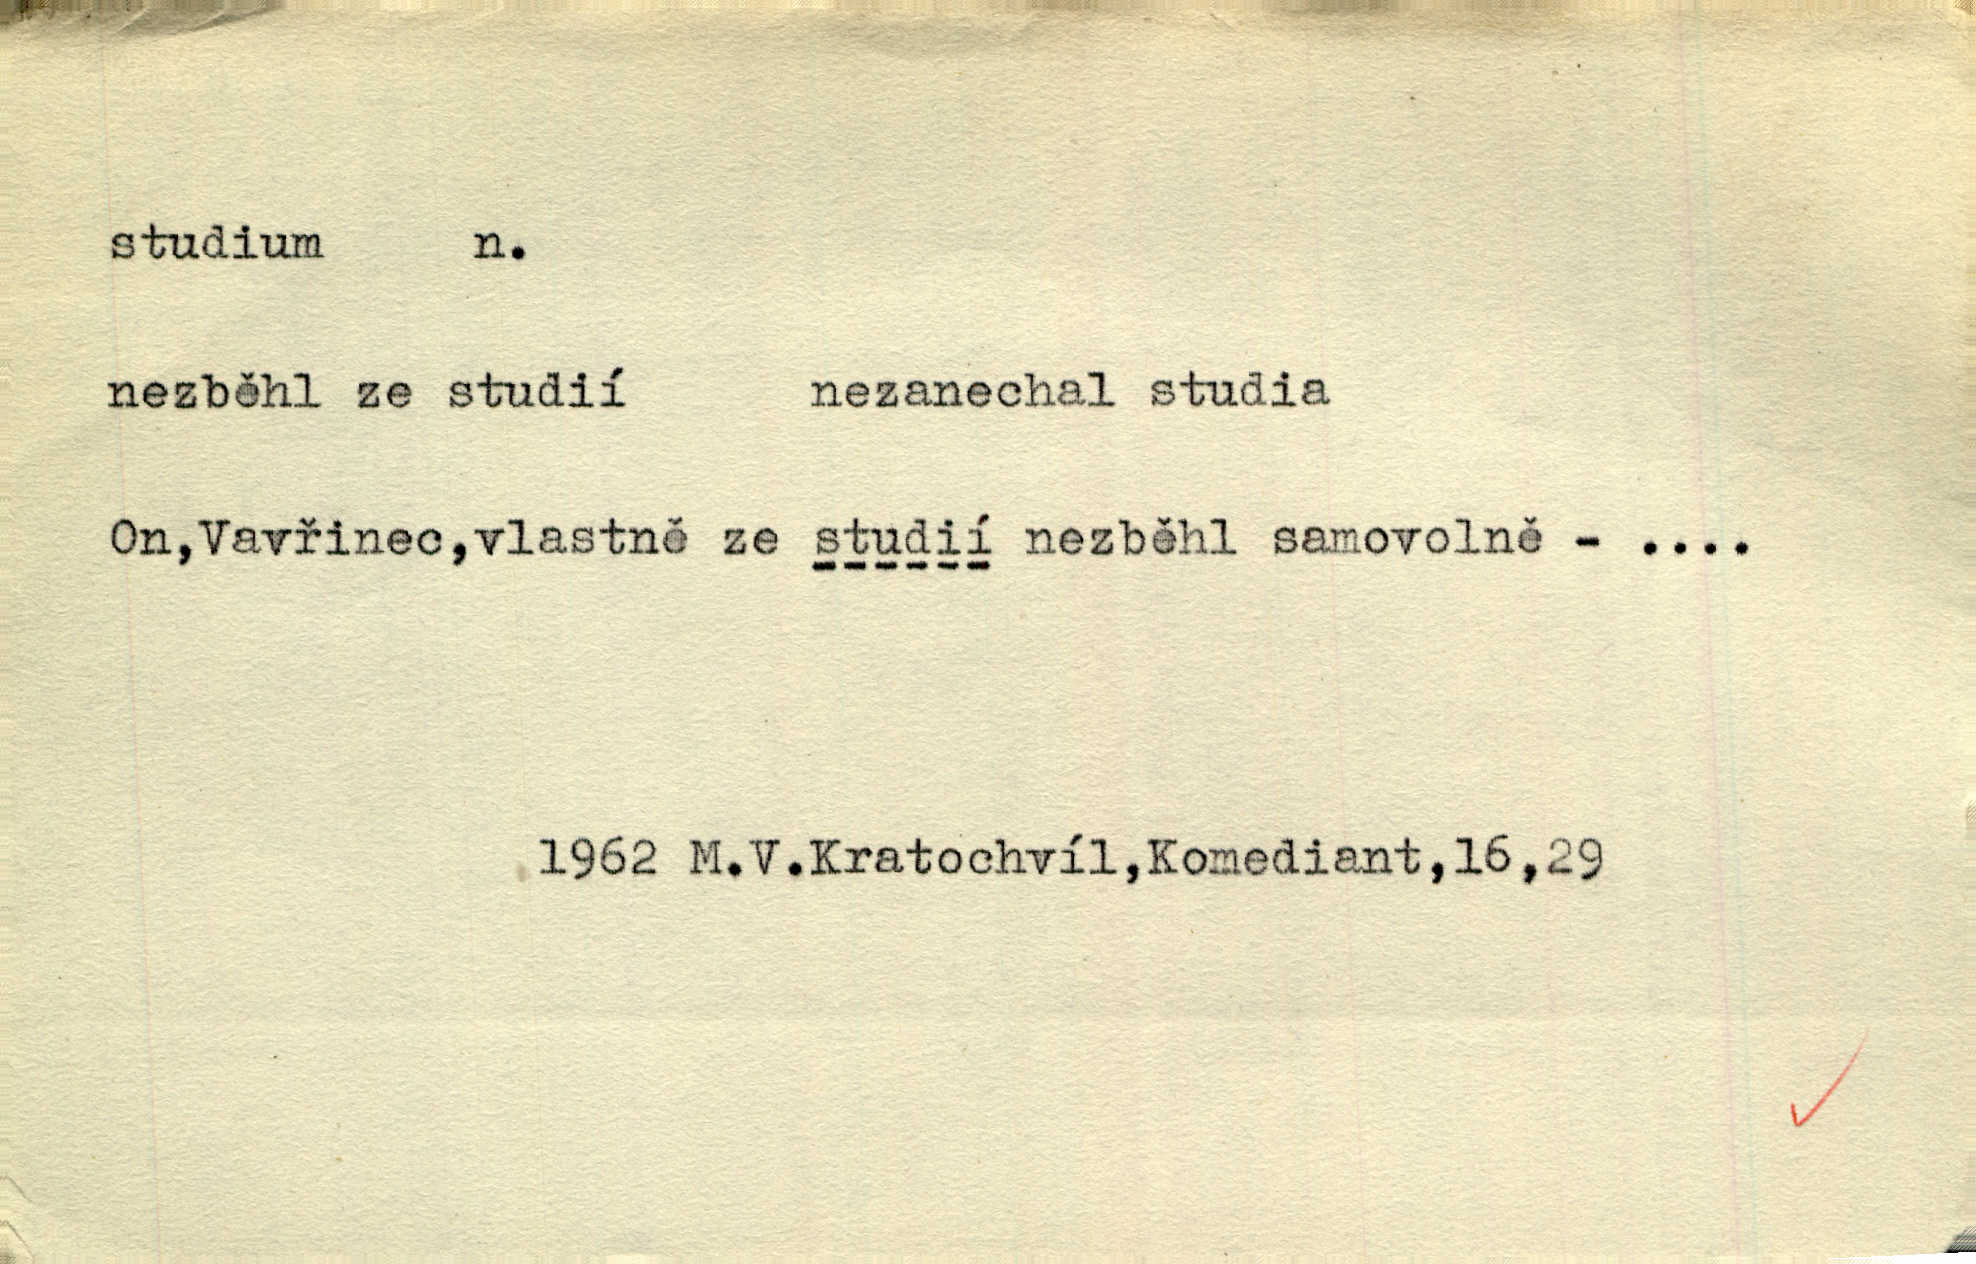 studium n.
nezběhl ze studií nezanechal studia
On,Vavřinec,vlastně ze studií nezběhl samovolně - ....
1962 M.V.Kratochvíl,Komediant,16,29